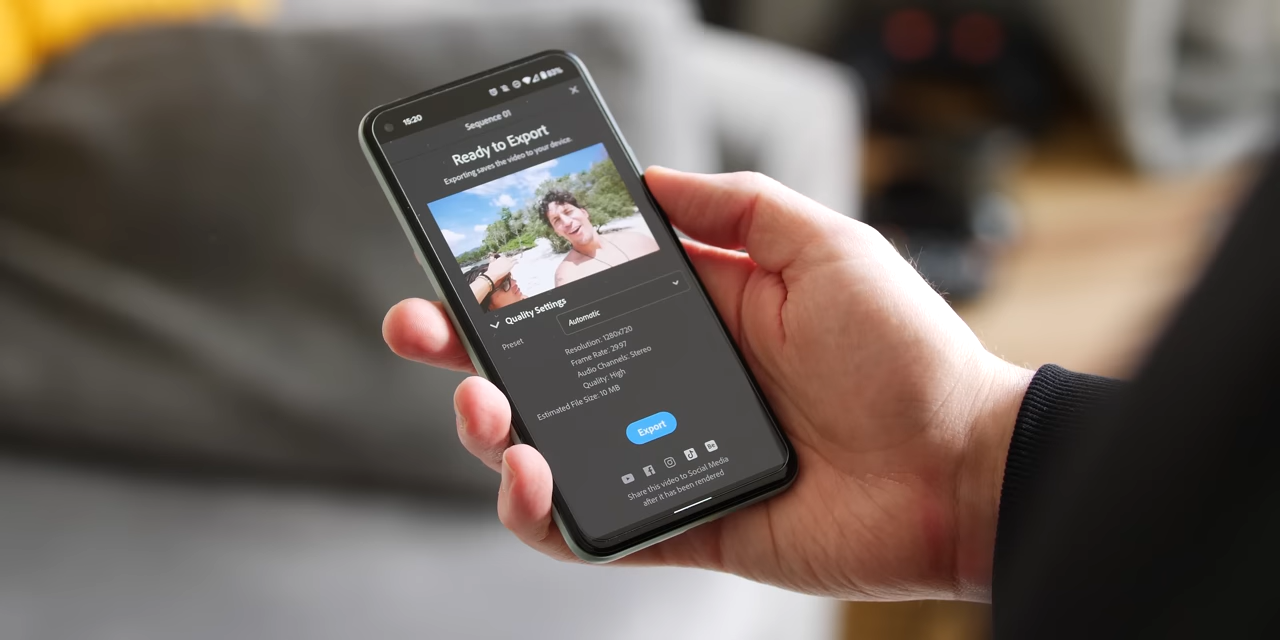 15:20
83%
Sequence 01
Ready to Export
Exporting saves the video to your device.
Quality Settings
Preset
Automatic
Resolution: 1280x720
Frame Rate: 29.97
Audio Channels: Stereo
Quality: High
Estimated File Size: 10 MB
Export
Bē
Share this video to Social Media
after it has been rendered